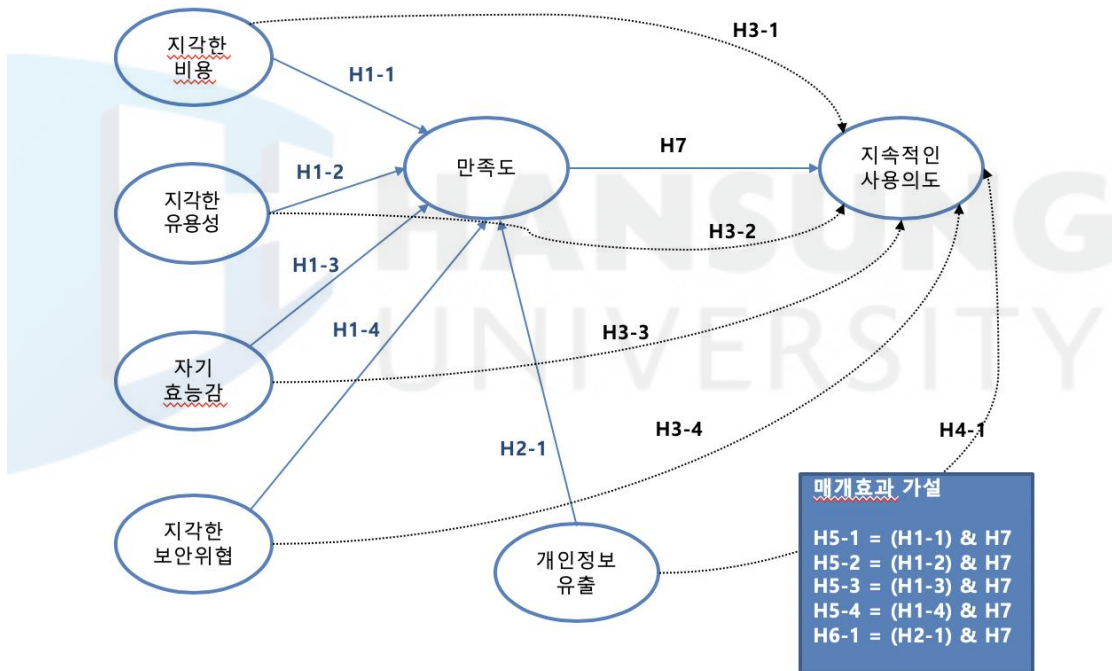 지각한
비용
H3-1
H1-1
만족도
H7
지속적인
사용의도
H1-2
지각한
유용성
H3-2
H1-3
HANSUNG
UNIVERSITY
H1-4
H3-3
자기
효능감
H2-1
H3-4
H4-1
지각한
보안위협
개인정보
유출
매개효과 가설
H5-1 = (H1-1) & H7
H5-2 = (H1-2) & H7
H5-3 = (H1-3) & H7
H5-4 = (H1-4) & H7
H6-1 = (H2-1) & H7